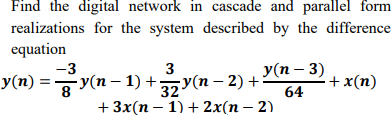 Find the digital network in cascade and parallel form
realizations for the system described by the difference
equation
y(n) = \frac{-3}{8} y(n − 1) + \frac{3}{32} y(n − 2) + \frac{y(n − 3)}{64} + x(n)
+ 3x(n − 1) + 2x(n − 2)